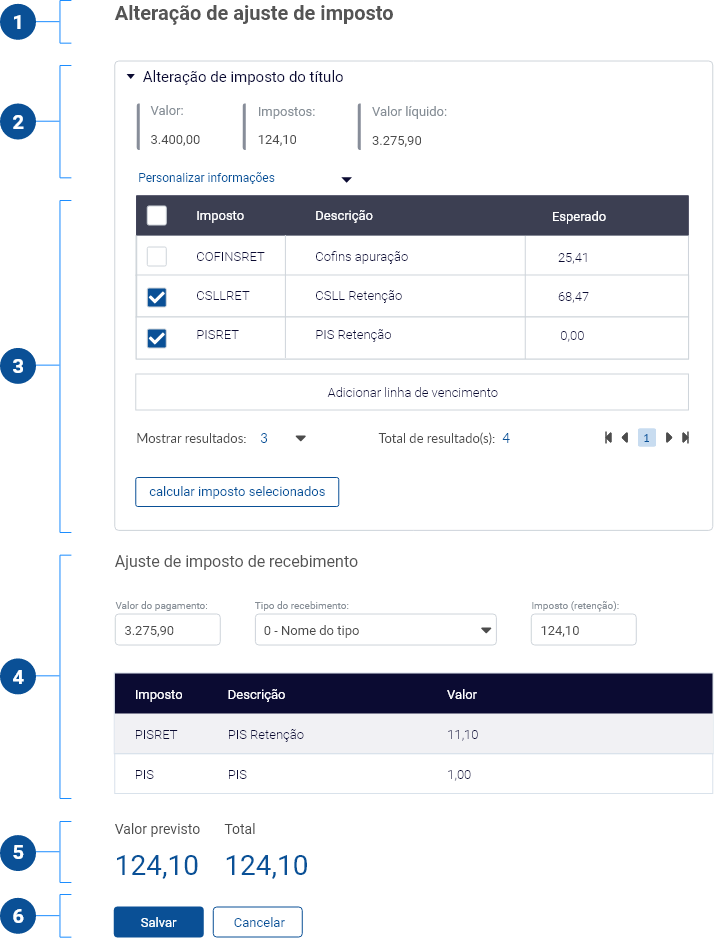 1
Alteração de ajuste de imposto
2
Alteração de imposto do título
Valor: Impostos: Valor líquido:
3.400,00 124,10 3.275,90
Personalizar informações
3
Imposto Descrição Esperado
COFINSRET Cofins apuração 25,41
CSLLRET CSLL Retenção 68,47
PISRET PIS Retenção 0,00
Adicionar linha de vencimento
Mostrar resultados: 3 Total de resultado(s): 4 1
calcular imposto selecionados
4
Ajuste de imposto de recebimento
Valor do pagamento: Tipo do recebimento: Imposto (retenção):
3.275,90 0 - Nome do tipo 124,10
Imposto Descrição Valor
PISRET PIS Retenção 11,10
PIS PIS 1,00
5
Valor previsto Total
124,10 124,10
6
Salvar Cancelar